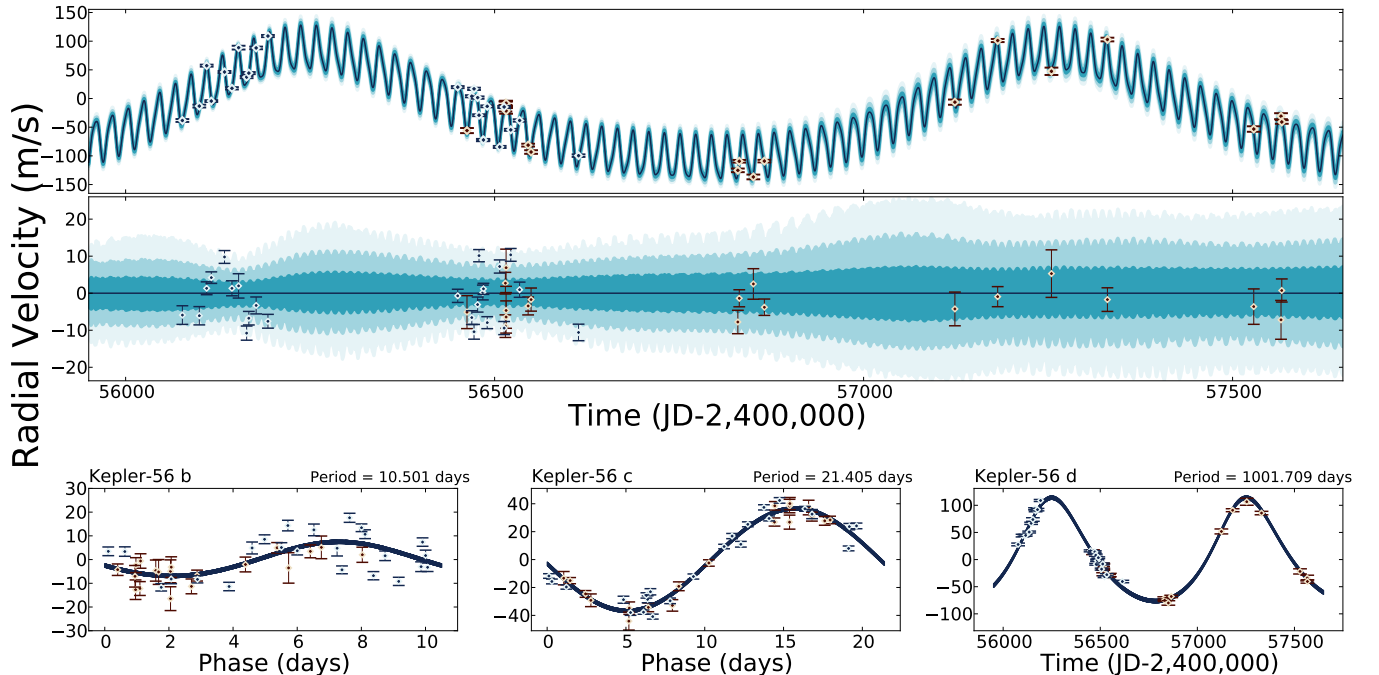 Radial Velocity (m/s)
150
100
50
0
−50
−100
−150
20
10
0
−10
−20
56000 56500 57000 57500
Time (JD-2,400,000)
Kepler-56 b Period = 10.501 days
30
20
10
0
−10
−20
−30
0 2 4 6 8 10
Phase (days)
Kepler-56 c Period = 21.405 days
40
20
0
−20
−40
0 5 10 15 20
Phase (days)
Kepler-56 d Period = 1001.709 days
100
50
0
−50
−100
56000 56500 57000 57500
Time (JD-2,400,000)